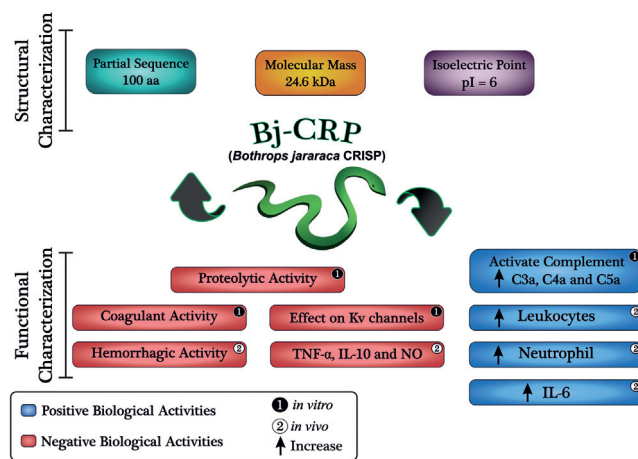 Structural
Characterization
Partial Sequence
100 aa
Molecular Mass
24.6 kDa
Isoelectric Point
pI = 6
Bj-CRP
(Bothrops jararaca CRISP)
Functional
Characterization
Proteolytic Activity 1
Coagulant Activity 1
Effect on Kv channels 1
Hemorrhagic Activity 2
TNF-α, IL-10 and NO 2
Activate Complement 1
C3a, C4a and C5a
Leukocytes 2
Neutrophil 2
IL-6 2
Positive Biological Activities
Negative Biological Activities
1 in vitro
2 in vivo
Increase